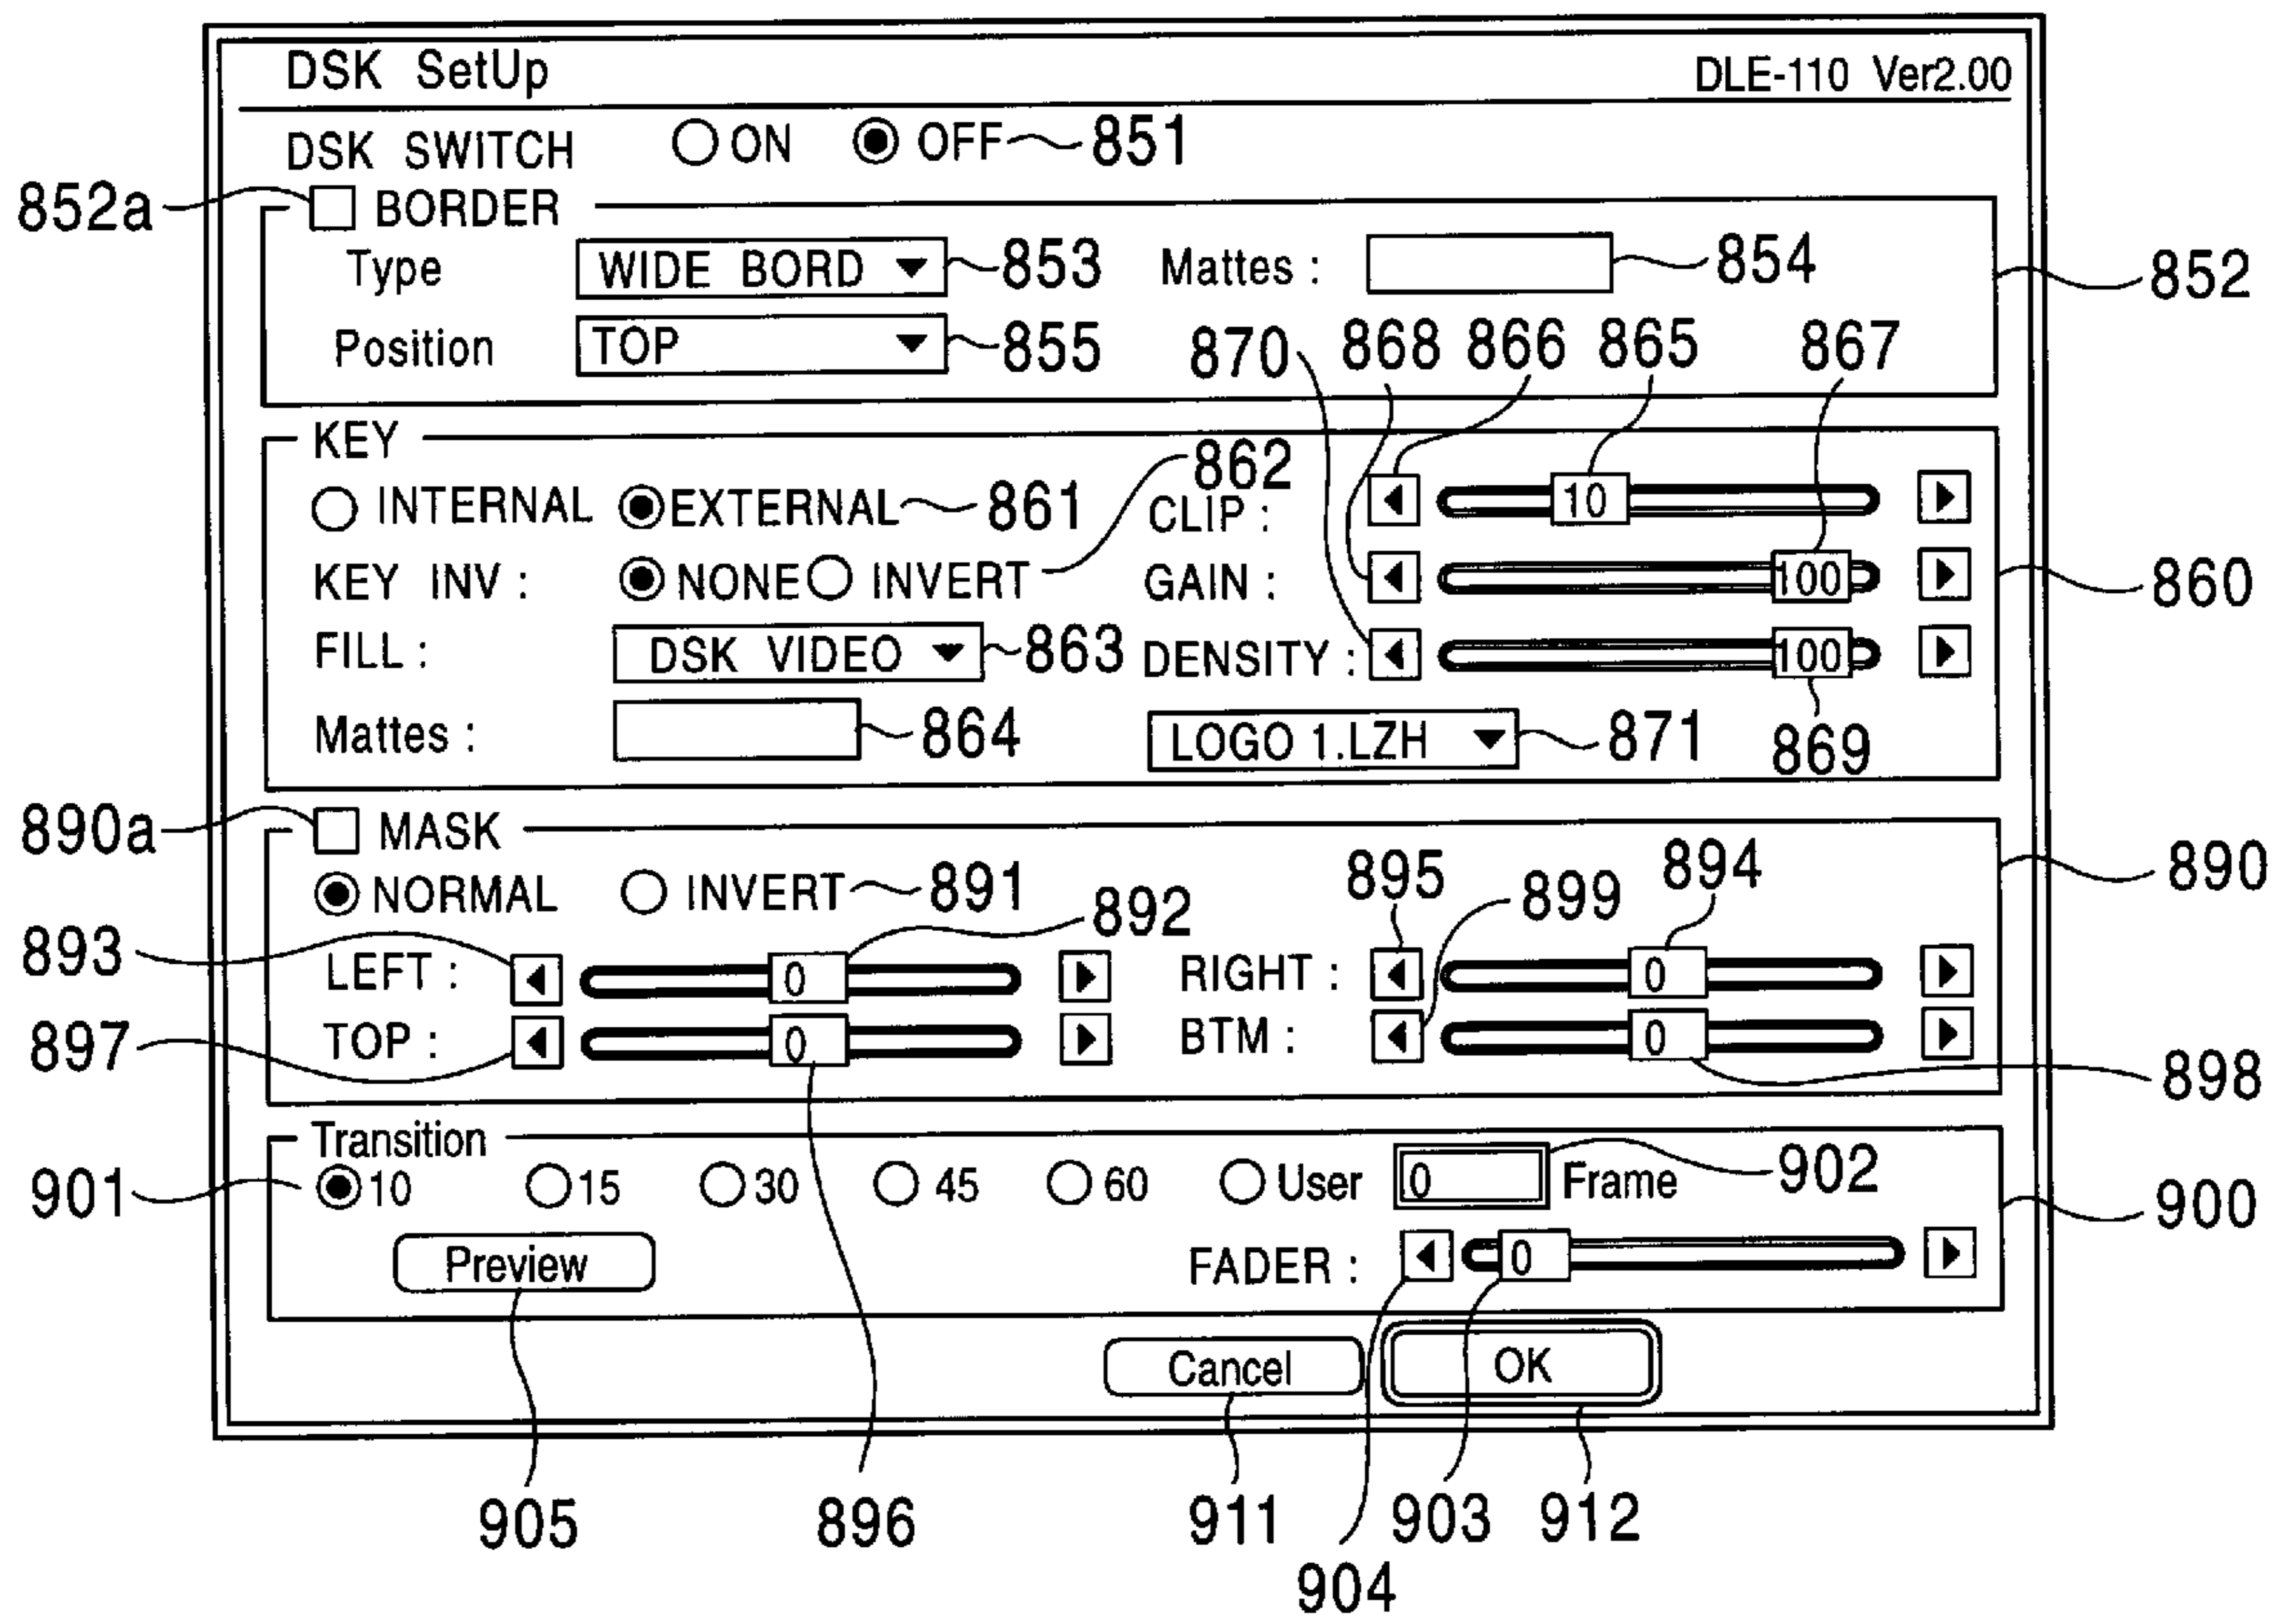 DSK SetUp DLE-110 Ver2.00
DSK SWITCH ON OFF 851
852a BORDER
Type WIDE BORD 853 Mattes : 854 852
Position TOP 855 870 868 866 865 867
KEY 862
INTERNAL EXTERNAL 861 CLIP : 10
KEY INV : NONE INVERT GAIN : 100 860
FILL : DSK VIDEO 863 DENSITY : 100
Mattes : 864 LOGO 1.LZH 871 869
890a MASK 890
NORMAL INVERT 891 892 895 899 894
893 LEFT : 0 RIGHT : 0
897 TOP : 0 BTM : 0 898
Transition
901 10 15 30 45 60 User 0 Frame 902 900
Preview FADER : 0
Cancel OK
905 896 911 903 912
904